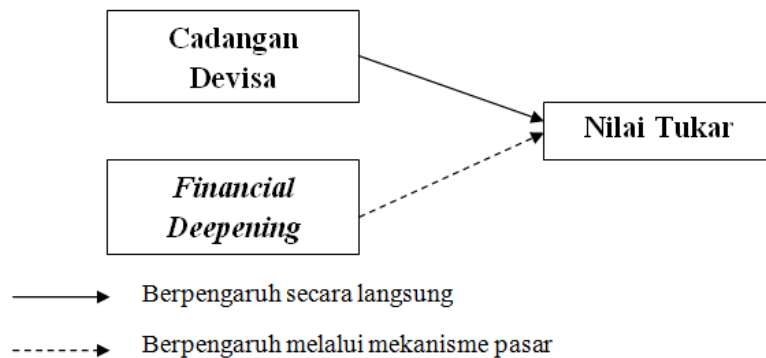 Cadangan
Devisa
Nilai Tukar
Financial
Deepening
Berpengaruh secara langsung
Berpengaruh melalui mekanisme pasar